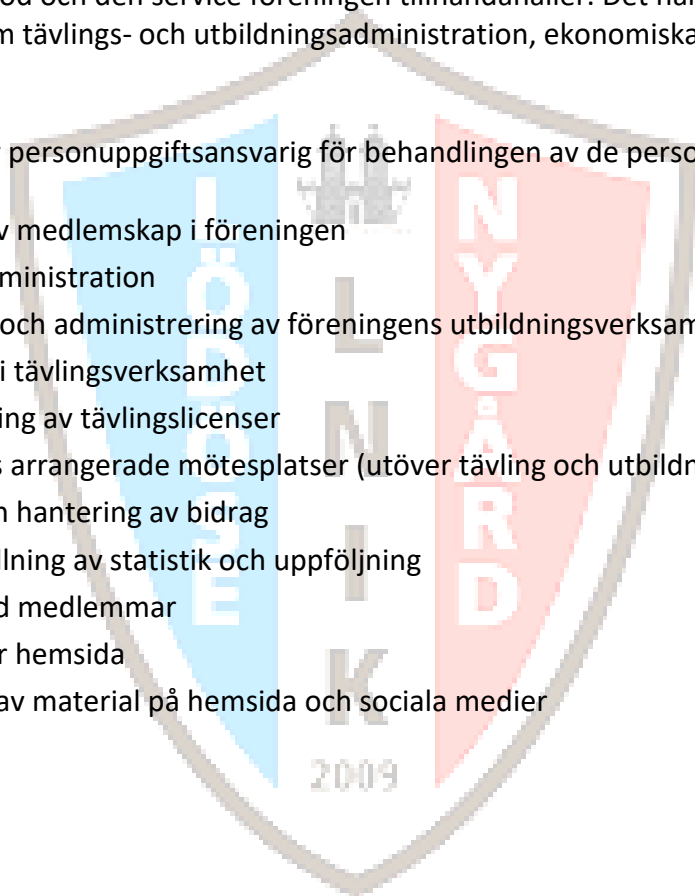 od och den service föreningen tillhandahåller. Det har
m tävlings- och utbildningsadministration, ekonomiska
personuppgiftsansvarig för behandlingen av de perso
v medlemskap i föreningen
ministration
och administrering av föreningens utbildningsverksam
i tävlingsverksamhet
ing av tävlingslicenser
s arrangerade mötesplatser (utöver tävling och utbildn
h hantering av bidrag
llning av statistik och uppföljning
d medlemmar
r hemsida
av material på hemsida och sociala medier
LÖDÖSE
LNIK
NYGÅRD
2009